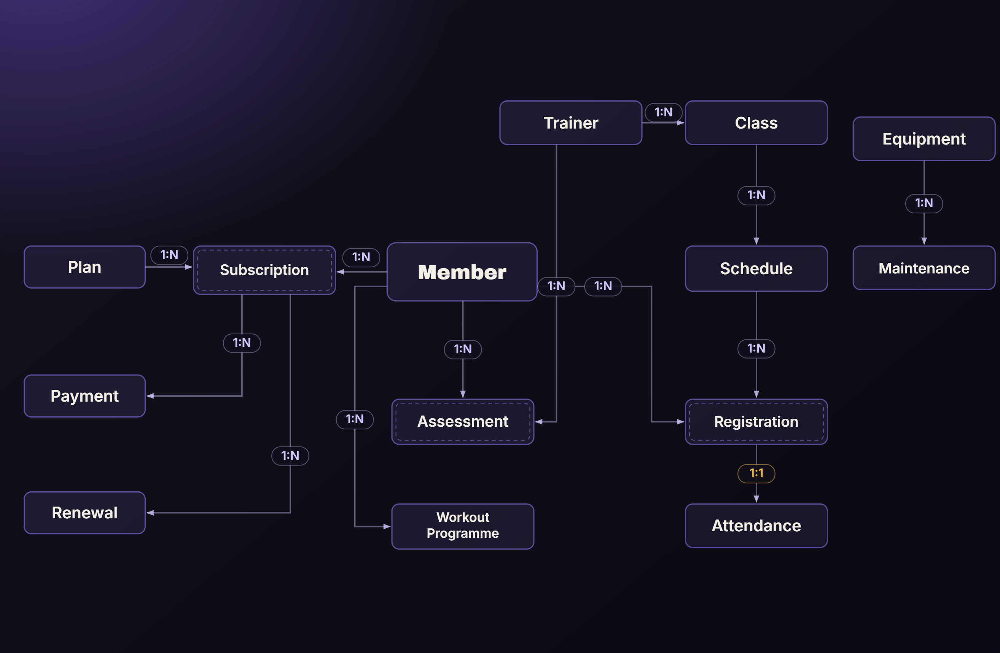 Trainer
1:N
Class
Equipment
1:N
1:N
Plan
1:N
Subscription
1:N
Member
1:N
1:N
Schedule
Maintenance
1:N
1:N
1:N
Payment
1:N
Assessment
Registration
1:N
1:1
Renewal
Workout
Programme
Attendance